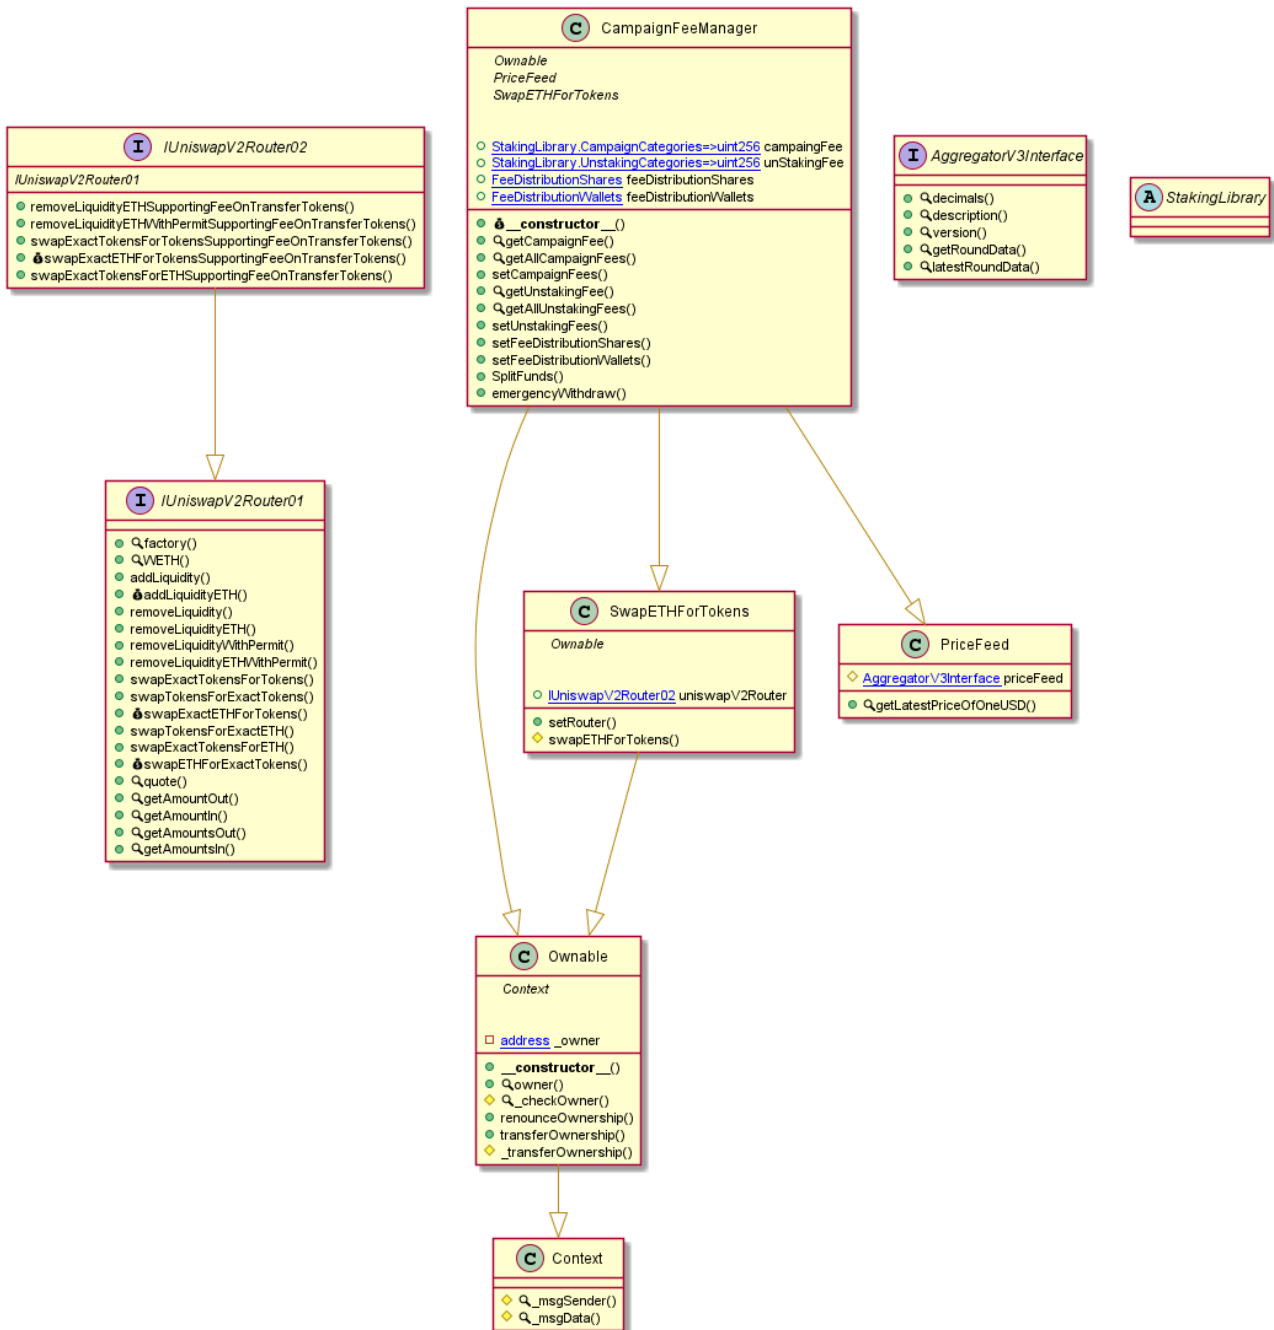 C CampaignFeeManager
Ownable
PriceFeed
SwapETHForTokens
StakingLibrary.CampaignCategories=>uint256 campaingFee
StakingLibrary.UnstakingCategories=>uint256 unStakingFee
FeeDistributionShares feeDistributionShares
FeeDistributionWallets feeDistributionWallets
__constructor__()
getCampaignFee()
getAllCampaignFees()
setCampaignFees()
getUnstakingFee()
getAllUnstakingFees()
setUnstakingFees()
setFeeDistributionShares()
setFeeDistributionWallets()
SplitFunds()
emergencyWithdraw()
I IUniswapV2Router02
IUniswapV2Router01
removeLiquidityETHSupportingFeeOnTransferTokens()
removeLiquidityETHWithPermitSupportingFeeOnTransferTokens()
swapExactTokensForTokensSupportingFeeOnTransferTokens()
swapExactETHForTokensSupportingFeeOnTransferTokens()
swapExactTokensForETHSupportingFeeOnTransferTokens()
I AggregatorV3Interface
decimals()
description()
version()
getRoundData()
latestRoundData()
A StakingLibrary
I IUniswapV2Router01
factory()
WETH()
addLiquidity()
addLiquidityETH()
removeLiquidity()
removeLiquidityETH()
removeLiquidityWithPermit()
removeLiquidityETHWithPermit()
swapExactTokensForTokens()
swapTokensForExactTokens()
swapExactETHForTokens()
swapTokensForExactETH()
swapExactTokensForETH()
swapETHForExactTokens()
quote()
getAmountOut()
getAmountIn()
getAmountsOut()
getAmountsIn()
C SwapETHForTokens
Ownable
IUniswapV2Router02 uniswapV2Router
setRouter()
swapETHForTokens()
C PriceFeed
AggregatorV3Interface priceFeed
getLatestPriceOfOneUSD()
C Ownable
Context
address _owner
__constructor__()
owner()
_checkOwner()
renounceOwnership()
transferOwnership()
_transferOwnership()
C Context
_msgSender()
_msgData()